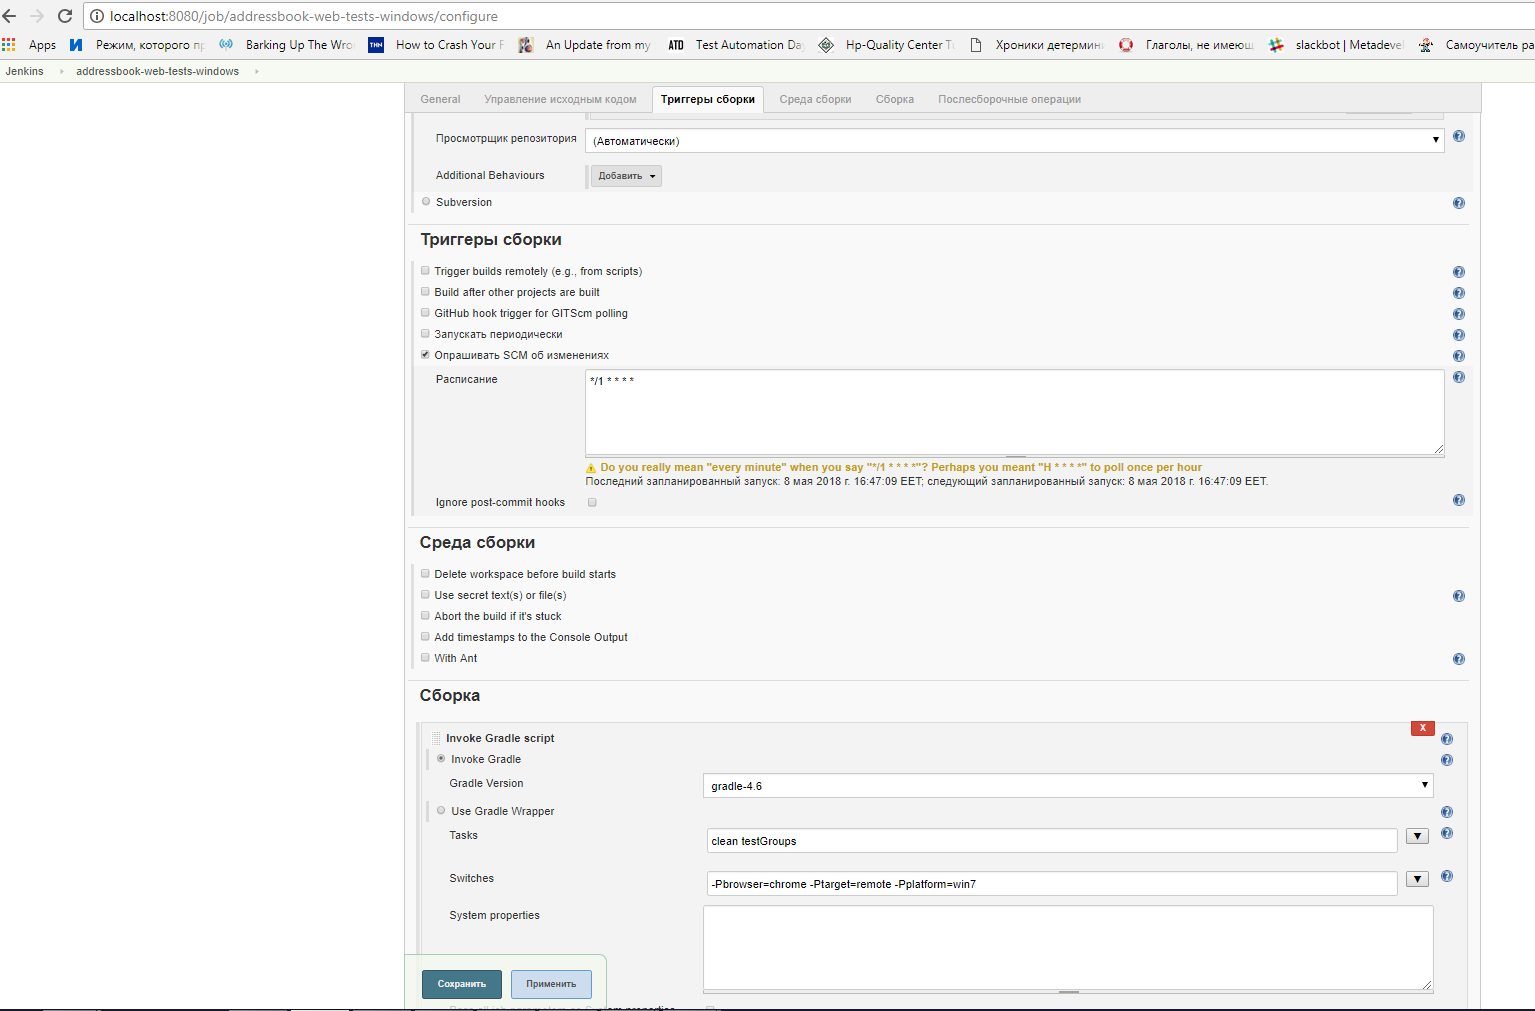 localhost:8080/job/addressbook-web-tests-windows/configure
Apps Режим, которого Barking Up The How to Crash Your An Update from my ATD Test Automation Hp-Quality Center Хроники Глаголы, не slackbot | Самоучитель
Jenkins addressbook-web-tests-windows
General Управление исходным кодом Триггеры сборки Среда сборки Сборка Послесборочные операции
Просмотрщик репозитория (Автоматически)
Additional Behaviours Добавить
Subversion
Триггеры сборки
Trigger builds remotely (e.g., from scripts)
Build after other projects are built
GitHub hook trigger for GITScm polling
Запускать периодически
Опрашивать SCM об изменениях
Расписание */1 * * * *
Do you really mean "every minute" when you say "*/1 * * * *"? Perhaps you meant "H * * * *" to poll once per hour
Последний запланированный запуск: 8 мая 2018 г. 16:47:09 EET; следующий запланированный запуск: 8 мая 2018 г. 16:47:09 EET.
Ignore post-commit hooks
Среда сборки
Delete workspace before build starts
Use secret text(s) or file(s)
Abort the build if it's stuck
Add timestamps to the Console Output
With Ant
Сборка
X
Invoke Gradle script
Invoke Gradle
Gradle Version gradle-4.6
Use Gradle Wrapper
Tasks clean testGroups
Switches -Pbrowser=chrome -Ptarget=remote -Pplatform=win7
System properties
Сохранить Применить